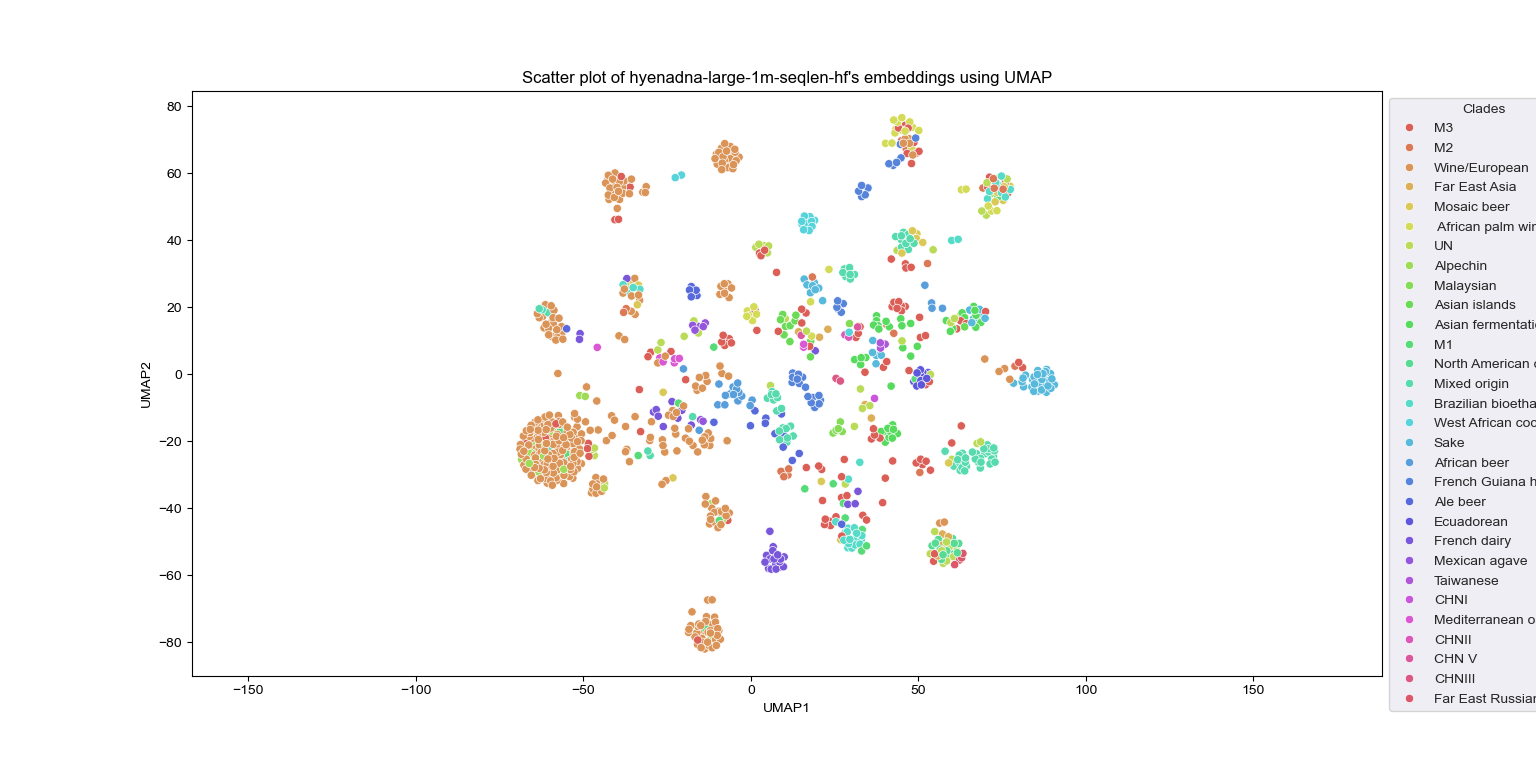 Scatter plot of hyenadna-large-1m-seqlen-hf's embeddings using UMAP
80
60
40
20
0
−20
−40
−60
−80
UMAP2
−150
−100
−50
0
50
100
150
UMAP1
Clades
M3
M2
Wine/European
Far East Asia
Mosaic beer
African palm wir
UN
Alpechin
Malaysian
Asian islands
Asian fermentati
M1
North American o
Mixed origin
Brazilian bioetha
West African coc
Sake
African beer
French Guiana h
Ale beer
Ecuadorean
French dairy
Mexican agave
Taiwanese
CHNI
Mediterranean o
CHNII
CHN V
CHNIII
Far East Russian